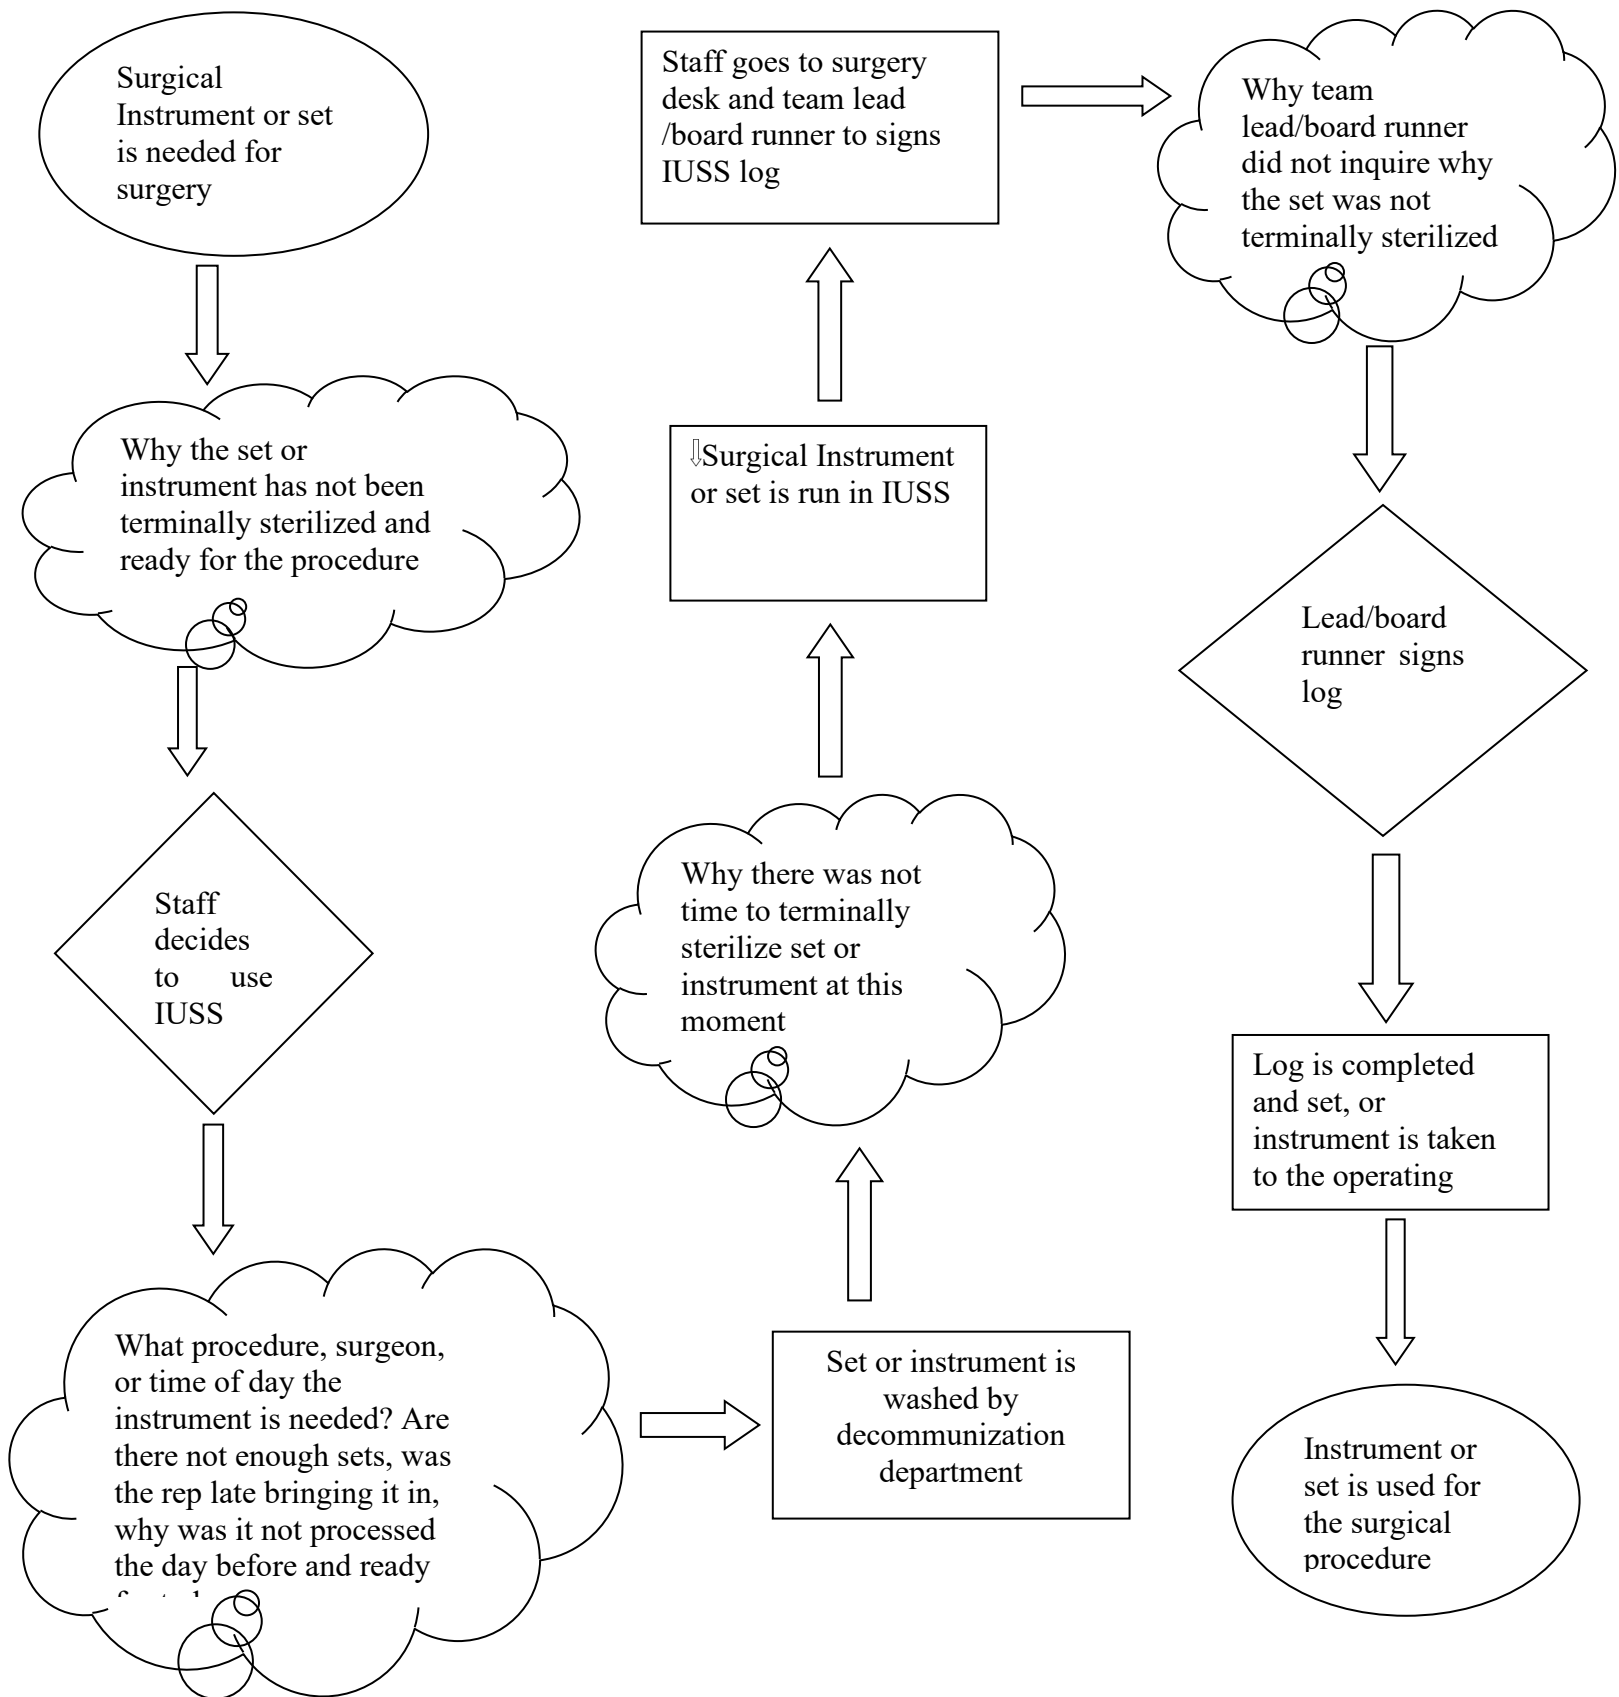 Surgical
Instrument or set
is needed for
surgery
Why the set or
instrument has not been
terminally sterilized and
ready for the procedure
Staff
decides
to use
IUSS
What procedure, surgeon,
or time of day the
instrument is needed? Are
there not enough sets, was
the rep late bringing it in,
why was it not processed
the day before and ready
Set or instrument is
washed by
decommunization
department
Why there was not
time to terminally
sterilize set or
instrument at this
moment
Surgical Instrument
or set is run in IUSS
Staff goes to surgery
desk and team lead
/board runner to signs
IUSS log
Why team
lead/board runner
did not inquire why
the set was not
terminally sterilized
Lead/board
runner signs
log
Log is completed
and set, or
instrument is taken
to the operating
Instrument or
set is used for
the surgical
procedure